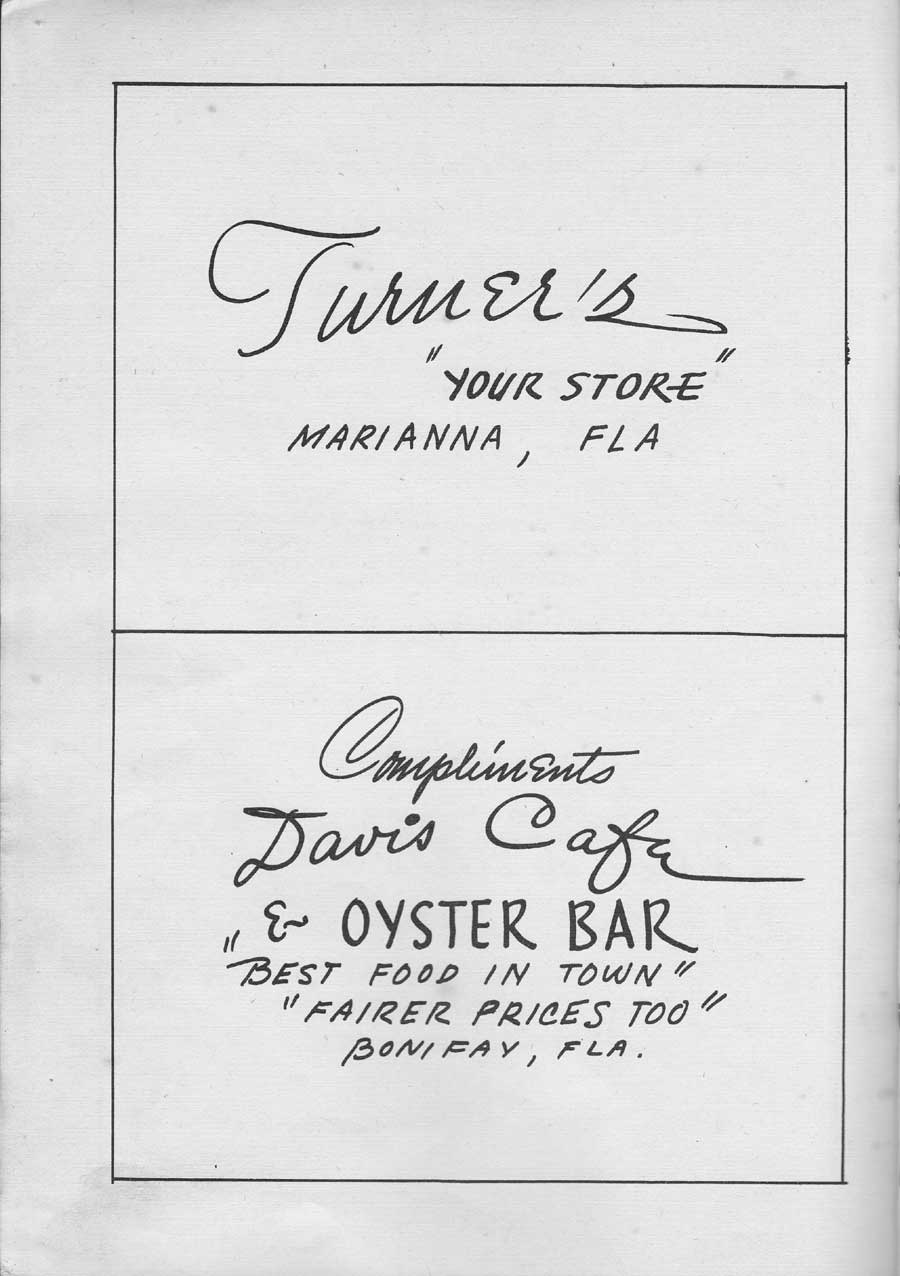 Turner's
"YOUR STORE"
MARIANNA, FLA
Compliments
Davis Cafe
& OYSTER BAR
"BEST FOOD IN TOWN"
"FAIRER PRICES TOO"
BONIFAY, FLA.